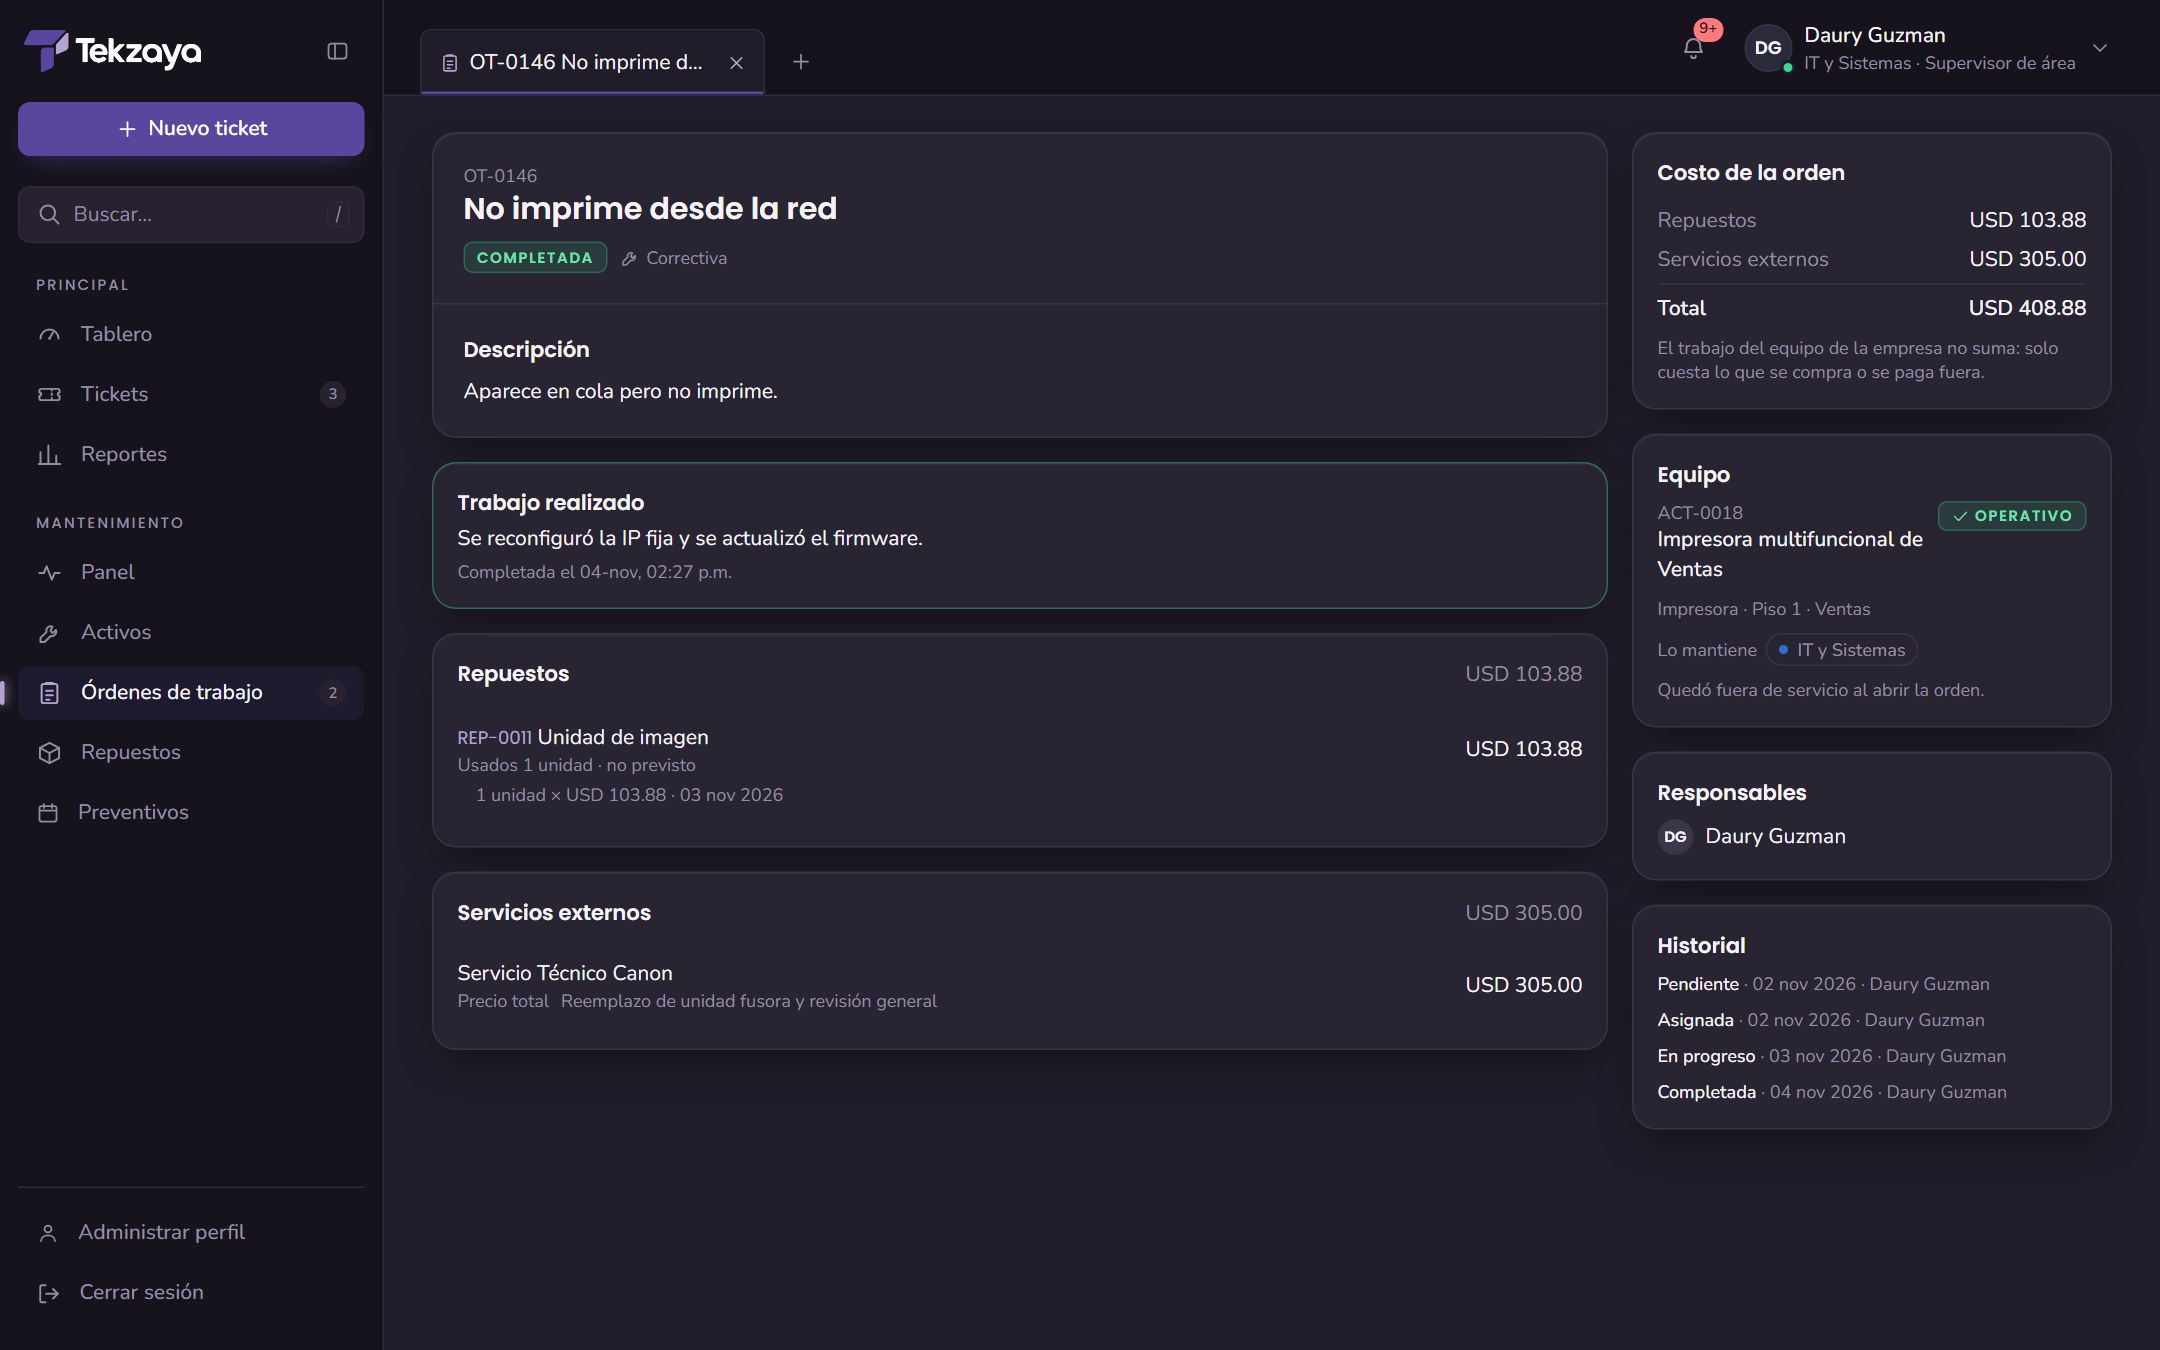 Tekzaya
Nuevo ticket
Buscar...
/
PRINCIPAL
Tablero
Tickets
3
Reportes
MANTENIMIENTO
Panel
Activos
Órdenes de trabajo
2
Repuestos
Preventivos
Administrar perfil
Cerrar sesión
OT-0146 No imprime d...
9+
DG
Daury Guzman
IT y Sistemas · Supervisor de área
OT-0146
No imprime desde la red
COMPLETADA
Correctiva
Descripción
Aparece en cola pero no imprime.
Trabajo realizado
Se reconfiguró la IP fija y se actualizó el firmware.
Completada el 04-nov, 02:27 p.m.
Repuestos
USD 103.88
REP-0011 Unidad de imagen
Usados 1 unidad · no previsto
USD 103.88
1 unidad × USD 103.88 · 03 nov 2026
Servicios externos
USD 305.00
Servicio Técnico Canon
Precio total Reemplazo de unidad fusora y revisión general
USD 305.00
Costo de la orden
Repuestos USD 103.88
Servicios externos USD 305.00
Total USD 408.88
El trabajo del equipo de la empresa no suma: solo
cuesta lo que se compra o se paga fuera.
Equipo
ACT-0018
OPERATIVO
Impresora multifuncional de
Ventas
Impresora · Piso 1 · Ventas
Lo mantiene IT y Sistemas
Quedó fuera de servicio al abrir la orden.
Responsables
DG Daury Guzman
Historial
Pendiente · 02 nov 2026 · Daury Guzman
Asignada · 02 nov 2026 · Daury Guzman
En progreso · 03 nov 2026 · Daury Guzman
Completada · 04 nov 2026 · Daury Guzman